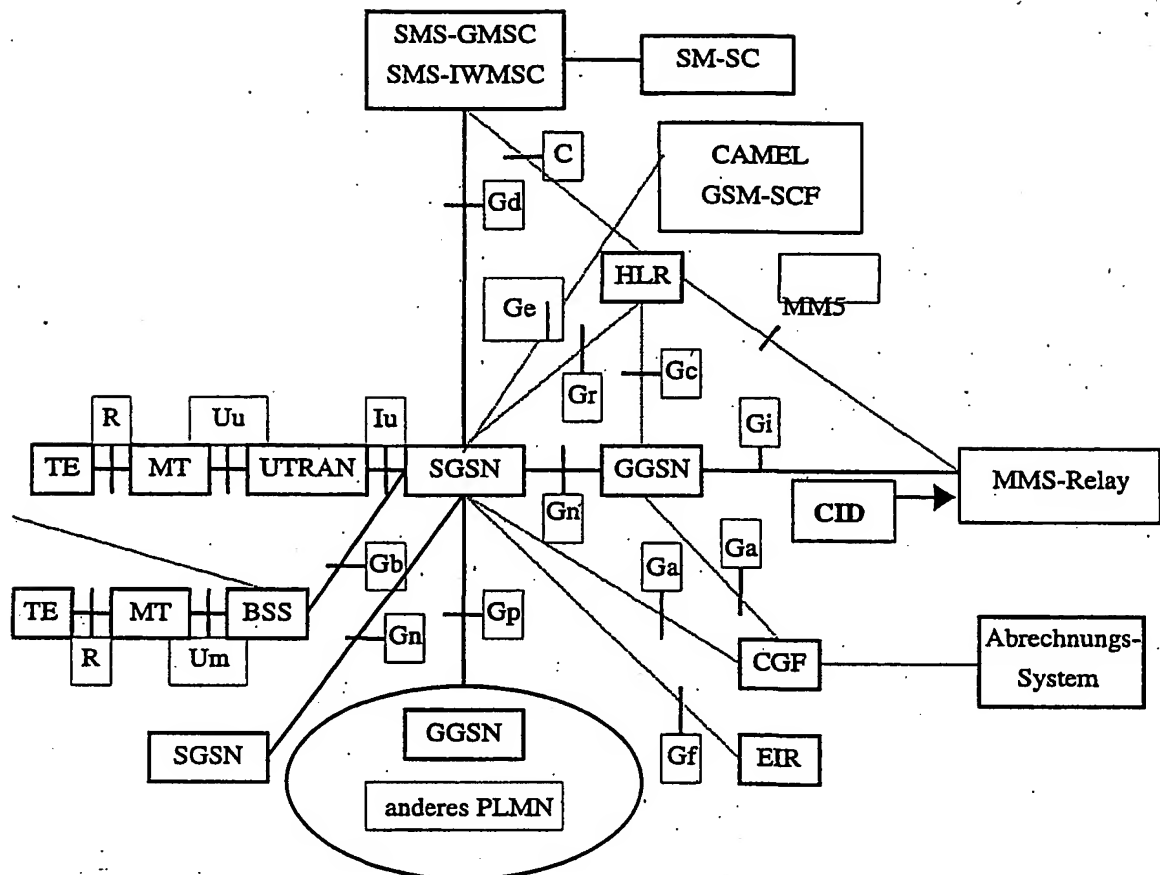 SMS-GMSC
SMS-IWMSC
SM-SC
C
CAMEL
GSM-SCF
Gd
HLR
Ge
MM5
Gr
Gc
R
Uu
Iu
Gi
TE
MT
UTRAN
SGSN
GGSN
MMS-Relay
Gn
CID
Gb
Ga
Ga
TE
MT
BSS
Gn
Gp
R
Um
CGF
Abrechnungs-
System
SGSN
GGSN
Gf
EIR
anderes PLMN